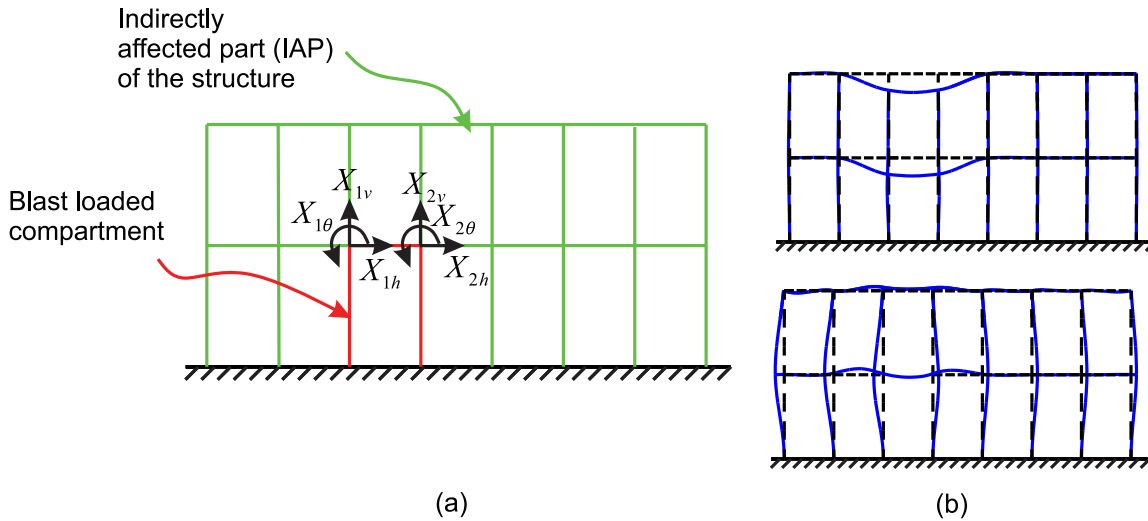 Indirectly
affected part (IAP)
of the structure
Blast loaded
compartment
X1v
X2v
X1θ
X2θ
X1h
X2h
(a)
(b)